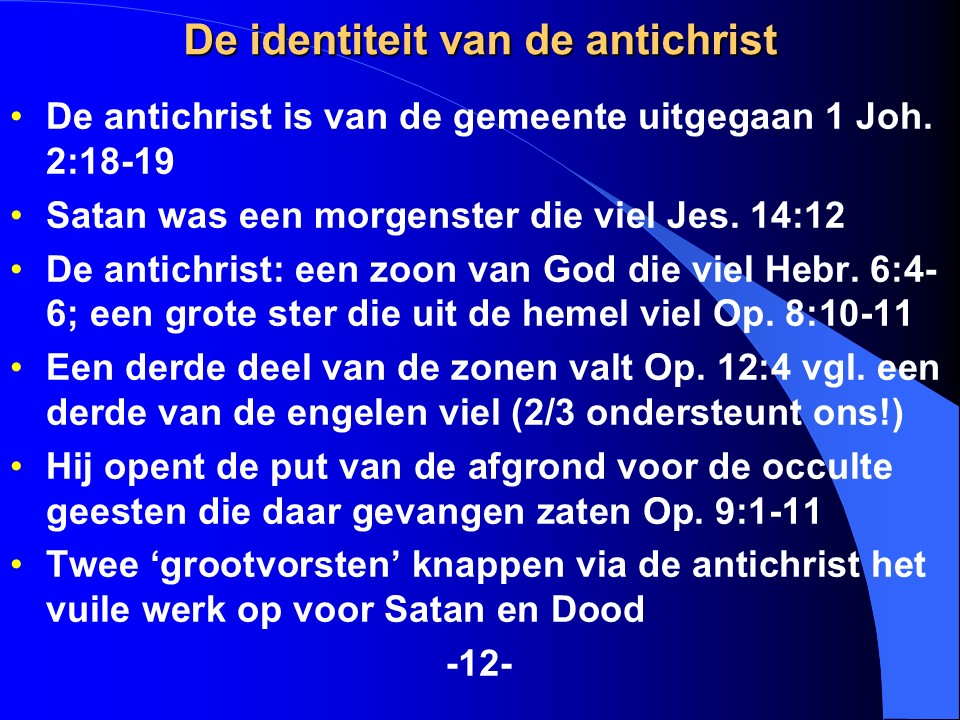 De identiteit van de antichrist
• De antichrist is van de gemeente uitgegaan 1 Joh.
2:18-19
• Satan was een morgenster die viel Jes. 14:12
• De antichrist: een zoon van God die viel Hebr. 6:4-
6; een grote ster die uit de hemel viel Op. 8:10-11
• Een derde deel van de zonen valt Op. 12:4 vgl. een
derde van de engelen viel (2/3 ondersteunt ons!)
• Hij opent de put van de afgrond voor de occulte
geesten die daar gevangen zaten Op. 9:1-11
• Twee ‘grootvorsten’ knappen via de antichrist het
vuile werk op voor Satan en Dood
-12-